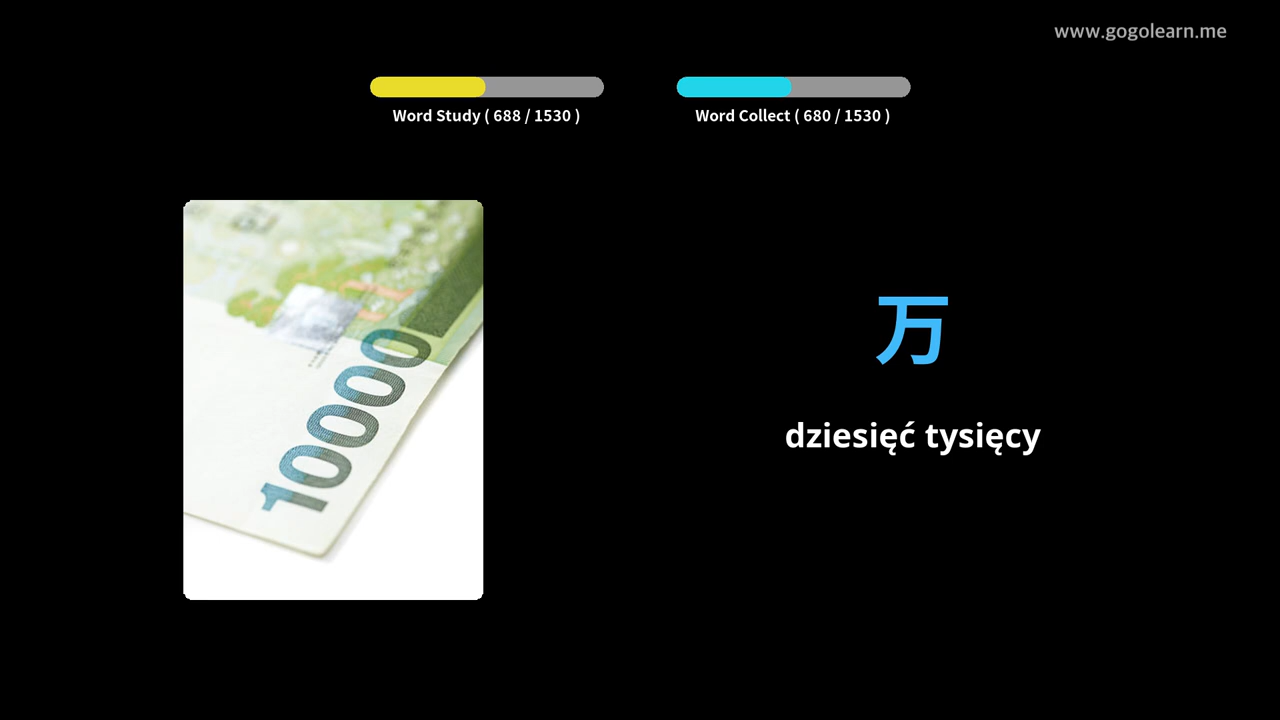 www.gogolearn.me
Word Study ( 688 / 1530 )
Word Collect ( 680 / 1530 )
10000
万
dziesięć tysięcy